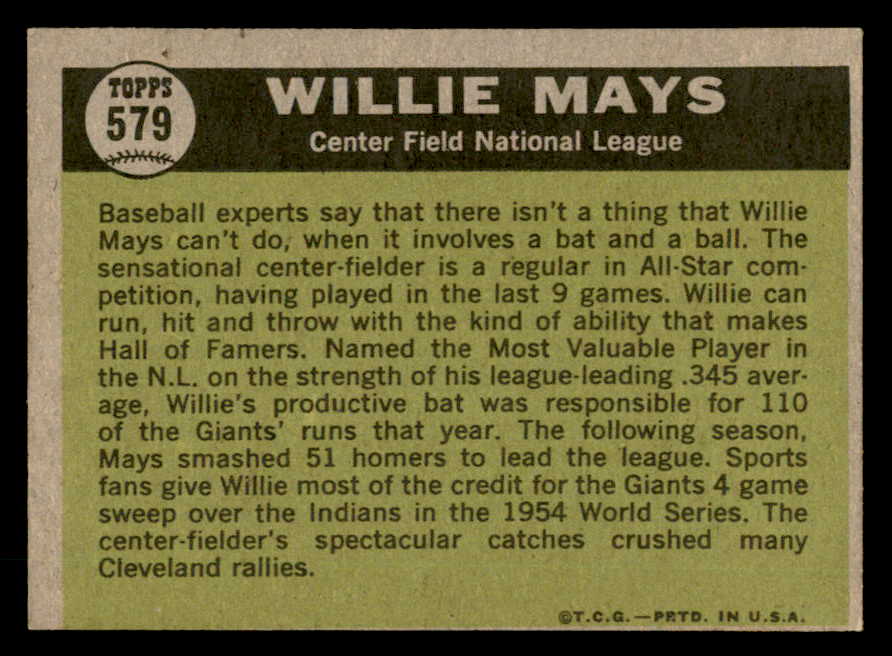 TOPPS
579
WILLIE MAYS
Center Field National League
Baseball experts say that there isn't a thing that Willie
Mays can't do, when it involves a bat and a ball. The
sensational center-fielder is a regular in All-Star com-
petition, having played in the last 9 games. Willie can
run, hit and throw with the kind of ability that makes
Hall of Famers. Named the Most Valuable Player in
the N.L. on the strength of his league-leading .345 aver-
age, Willie's productive bat was responsible for 110
of the Giants' runs that year. The following season,
Mays smashed 51 homers to lead the league. Sports
fans give Willie most of the credit for the Giants 4 game
sweep over the Indians in the 1954 World Series. The
center-fielder's spectacular catches crushed many
Cleveland rallies.
©T.C.G.—PRTD. IN U.S.A.